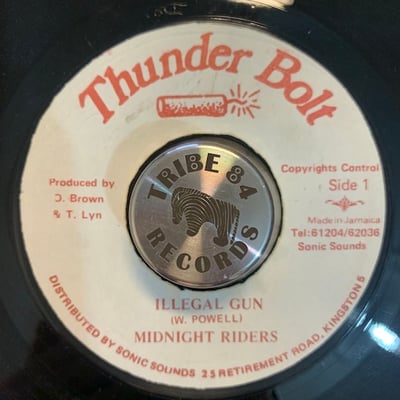 Thunder Bolt
Copyrights Control
Side 1
Produced by
D. Brown
& T. Lyn
Made in Jamaica
Tel: 61204/62036
Sonic Sounds
TRIBE 84
RECORDS
ILLEGAL GUN
(W. POWELL)
MIDNIGHT RIDERS
DISTRIBUTED BY SONIC SOUNDS 25 RETIREMENT ROAD, KINGSTON 5